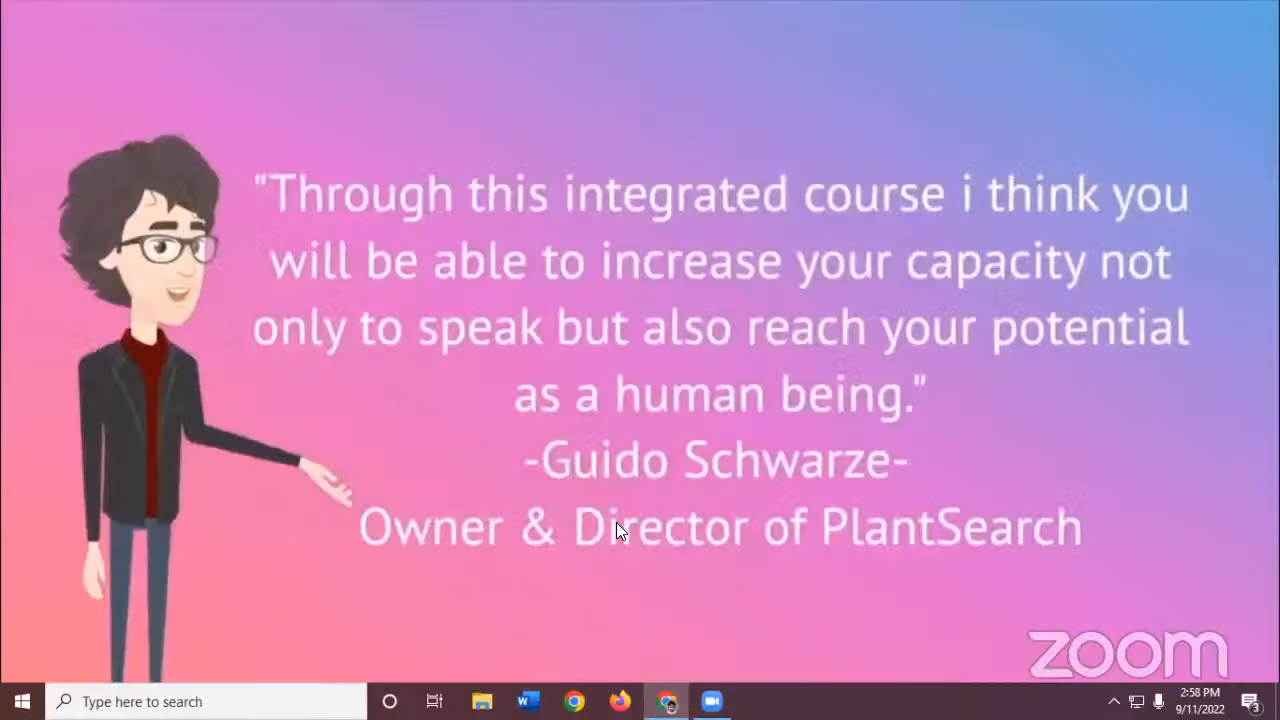 "Through this integrated course i think you
will be able to increase your capacity not
only to speak but also reach your potential
as a human being."
-Guido Schwarze-
Owner & Director of PlantSearch
zoom
Type here to search
2:58 PM
9/11/2022
3